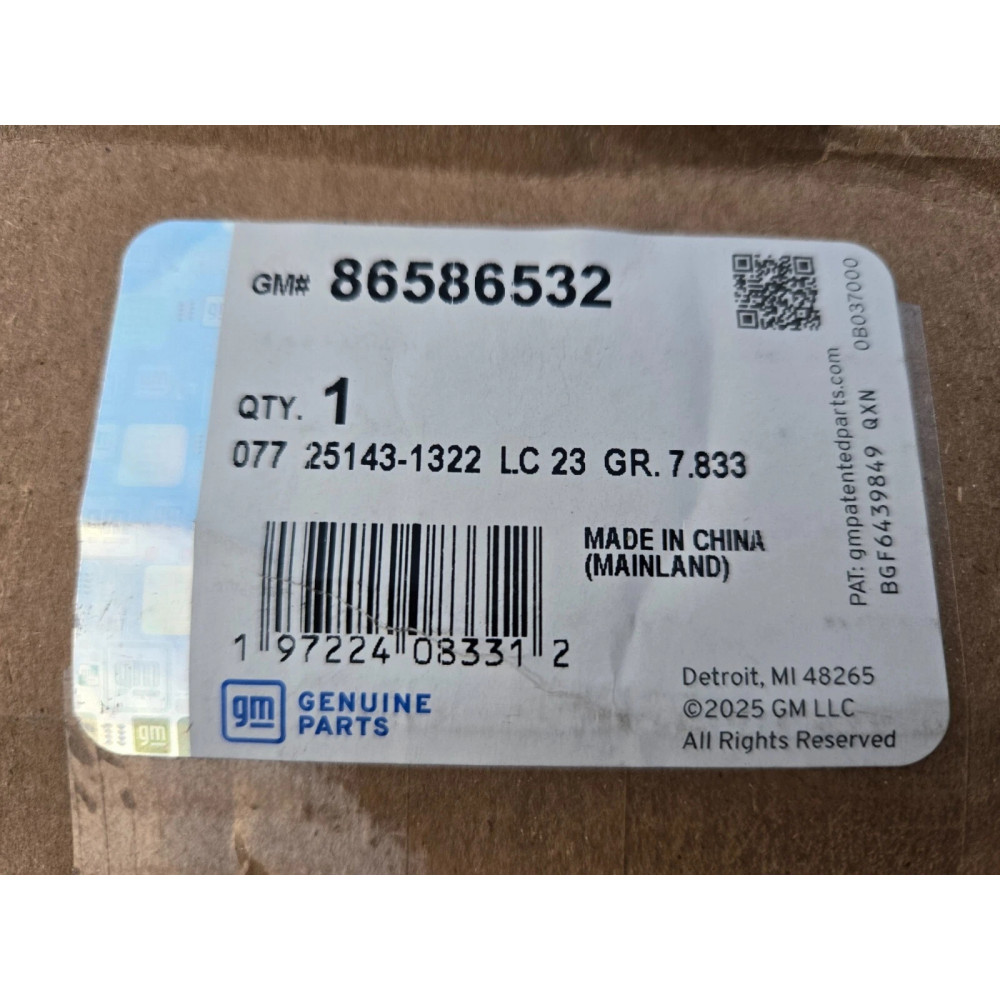 GM# 86586532
QTY. 1
077 25143-1322 LC 23 GR. 7.833
MADE IN CHINA
(MAINLAND)
1 97224 08331 2
gm GENUINE
PARTS
Detroit, MI 48265
©2025 GM LLC
All Rights Reserved
PAT: gmpatentedparts.com 0B037000
BGF6439849 QXN
gm